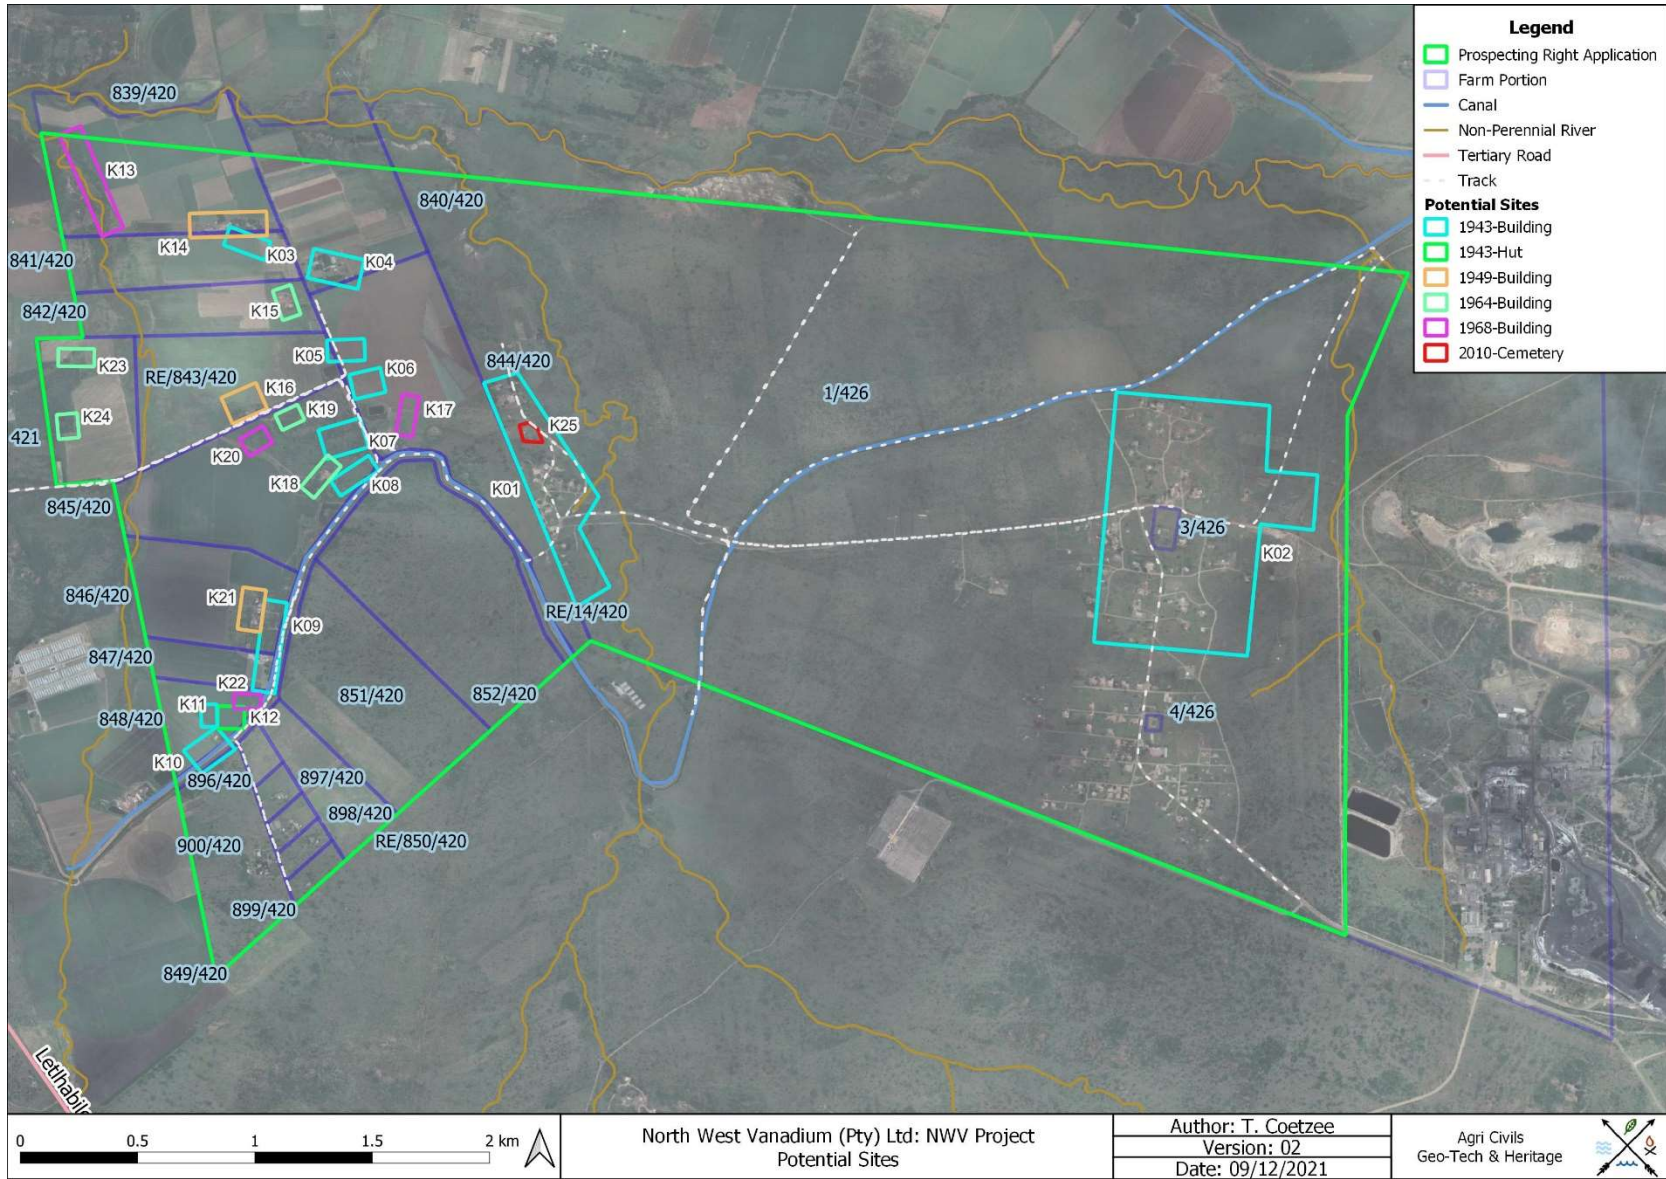 Legend
Prospecting Right Application
Farm Portion
Canal
Non-Perennial River
Tertiary Road
Track
Potential Sites
1943-Building
1943-Hut
1949-Building
1964-Building
1968-Building
2010-Cemetery
839/420
K13
840/420
K14
K03
841/420
K04
842/420
K15
K05
844/420
K23
K06
RE/843/420
K16
1/426
K24
K19
K17
K25
421
K20
K07
K18
K08
K01
845/420
3/426
K02
846/420
K21
RE/14/420
K09
847/420
K22
851/420
852/420
K11
848/420
K12
4/426
K10
896/420
897/420
898/420
900/420
RE/850/420
899/420
849/420
Letlhabile
0 0.5 1 1.5 2 km
North West Vanadium (Pty) Ltd: NWV Project
Potential Sites
Author: T. Coetzee
Version: 02
Date: 09/12/2021
Agri Civils
Geo-Tech & Heritage